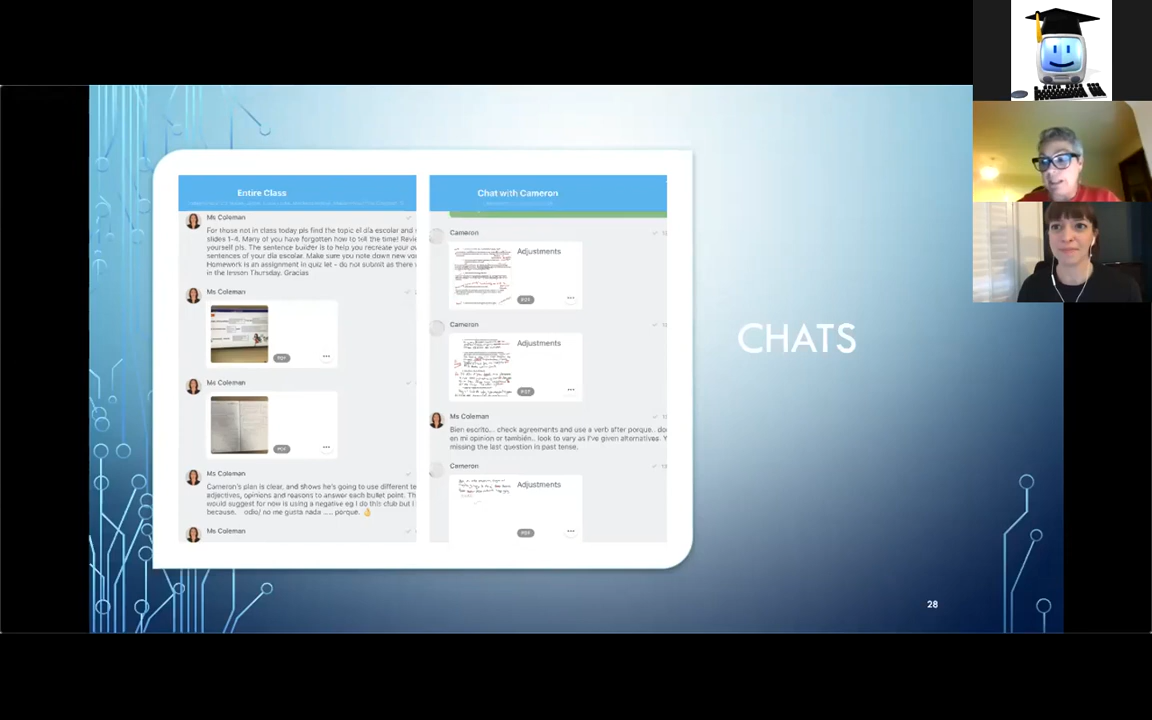 Entire Class
Ms Coleman
For those not in class today pls find the topic el día escolar and
slides 1-4. Many of you have forgotten how to tell the time! Revie
yourself pls. The sentence builder is to help you recreate your ow
sentences of your día escolar. Make sure you note down new vo
Homework is an assignment in quiz let - do not submit as there
in the lesson Thursday. Gracias
Ms Coleman
PDF
Ms Coleman
PDF
Ms Coleman
Cameron's plan is clear, and shows he's going to use different te
adjectives, opinions and reasons to answer each bullet point. Th
would suggest for now is using a negative eg I do this club but I
because. odio/ no me gusta nada ..... porque. 👌
Ms Coleman
Chat with Cameron
Cameron
Adjustments
PDF
Cameron
Adjustments
PDF
Ms Coleman
Bien escrito... check agreements and use a verb after porque.. do
en mi opinion or también.. look to vary as I've given alternatives. Y
missing the last question in past tense.
Cameron
Adjustments
PDF
CHATS
28